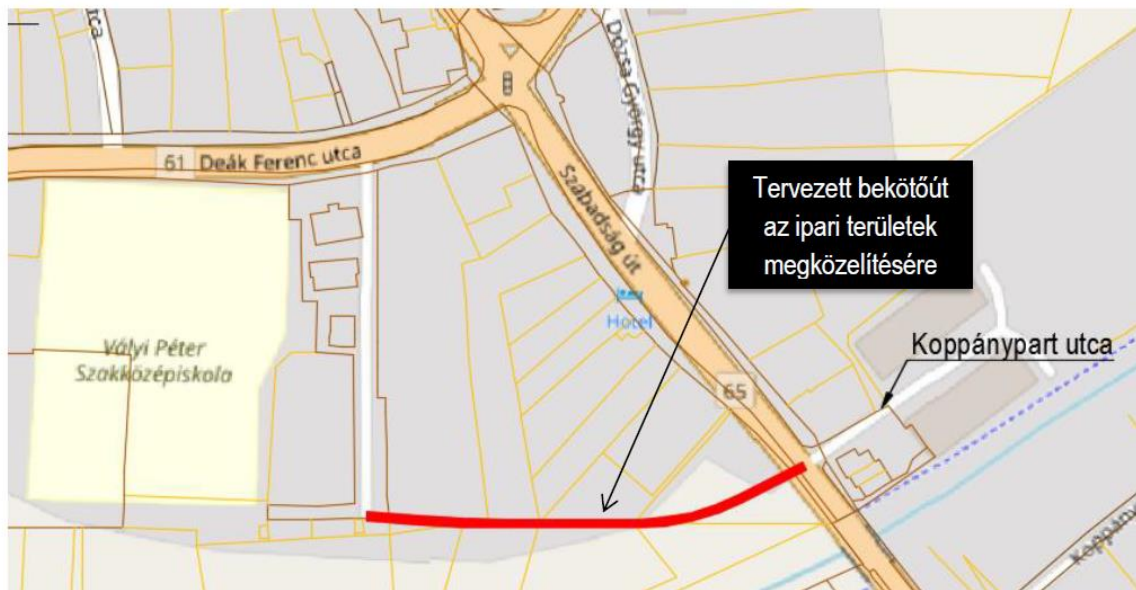 utca
61 Deák Ferenc utca
Dózsa György utca
Szabadság út
Tervezett bekötőút
az ipari területek
megközelítésére
Hotel
Vályi Péter
Szakközépiskola
Koppánypart utca
65